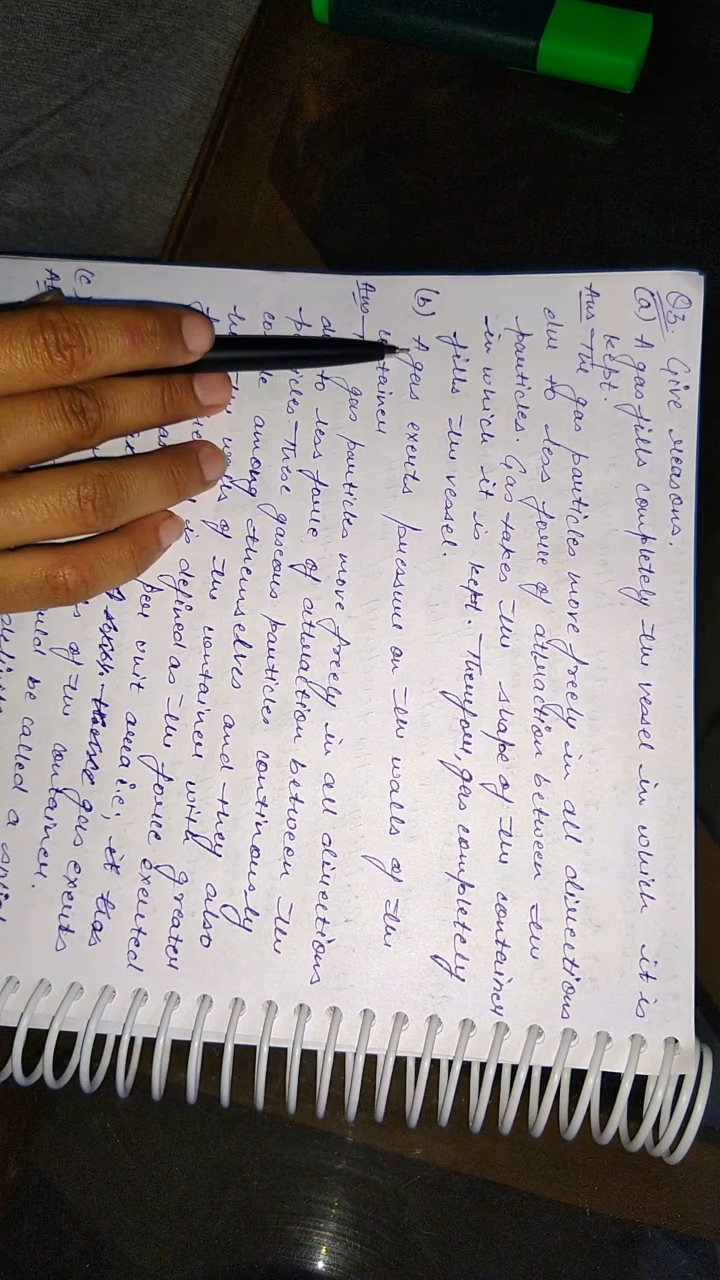 Q3. Give reasons.
(a) A gas fills completely the vessel in which it is
kept.
Ans - The gas particles move freely in all directions
due to less force of attraction between the
particles. Gas takes the shape of the container
in which it is kept. Therefore, gas completely
fills the vessel.
(b) A gas exerts pressure on the walls of the
container
Ans - gas particles move freely in all directions
to less force of attraction between the
These gaseous particles continuously
among themselves and they also
of the container with greater
is defined as the force exerted
per unit area i.e; it has
gas exerts
of the container.
(c) be called a solid